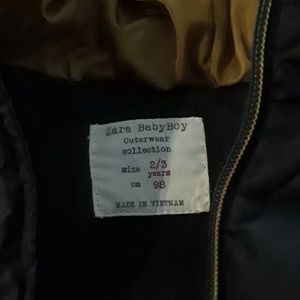 Zara BabyBoy
Outerwear
collection
size 2/3
years
cm 98
MADE IN VIETNAM